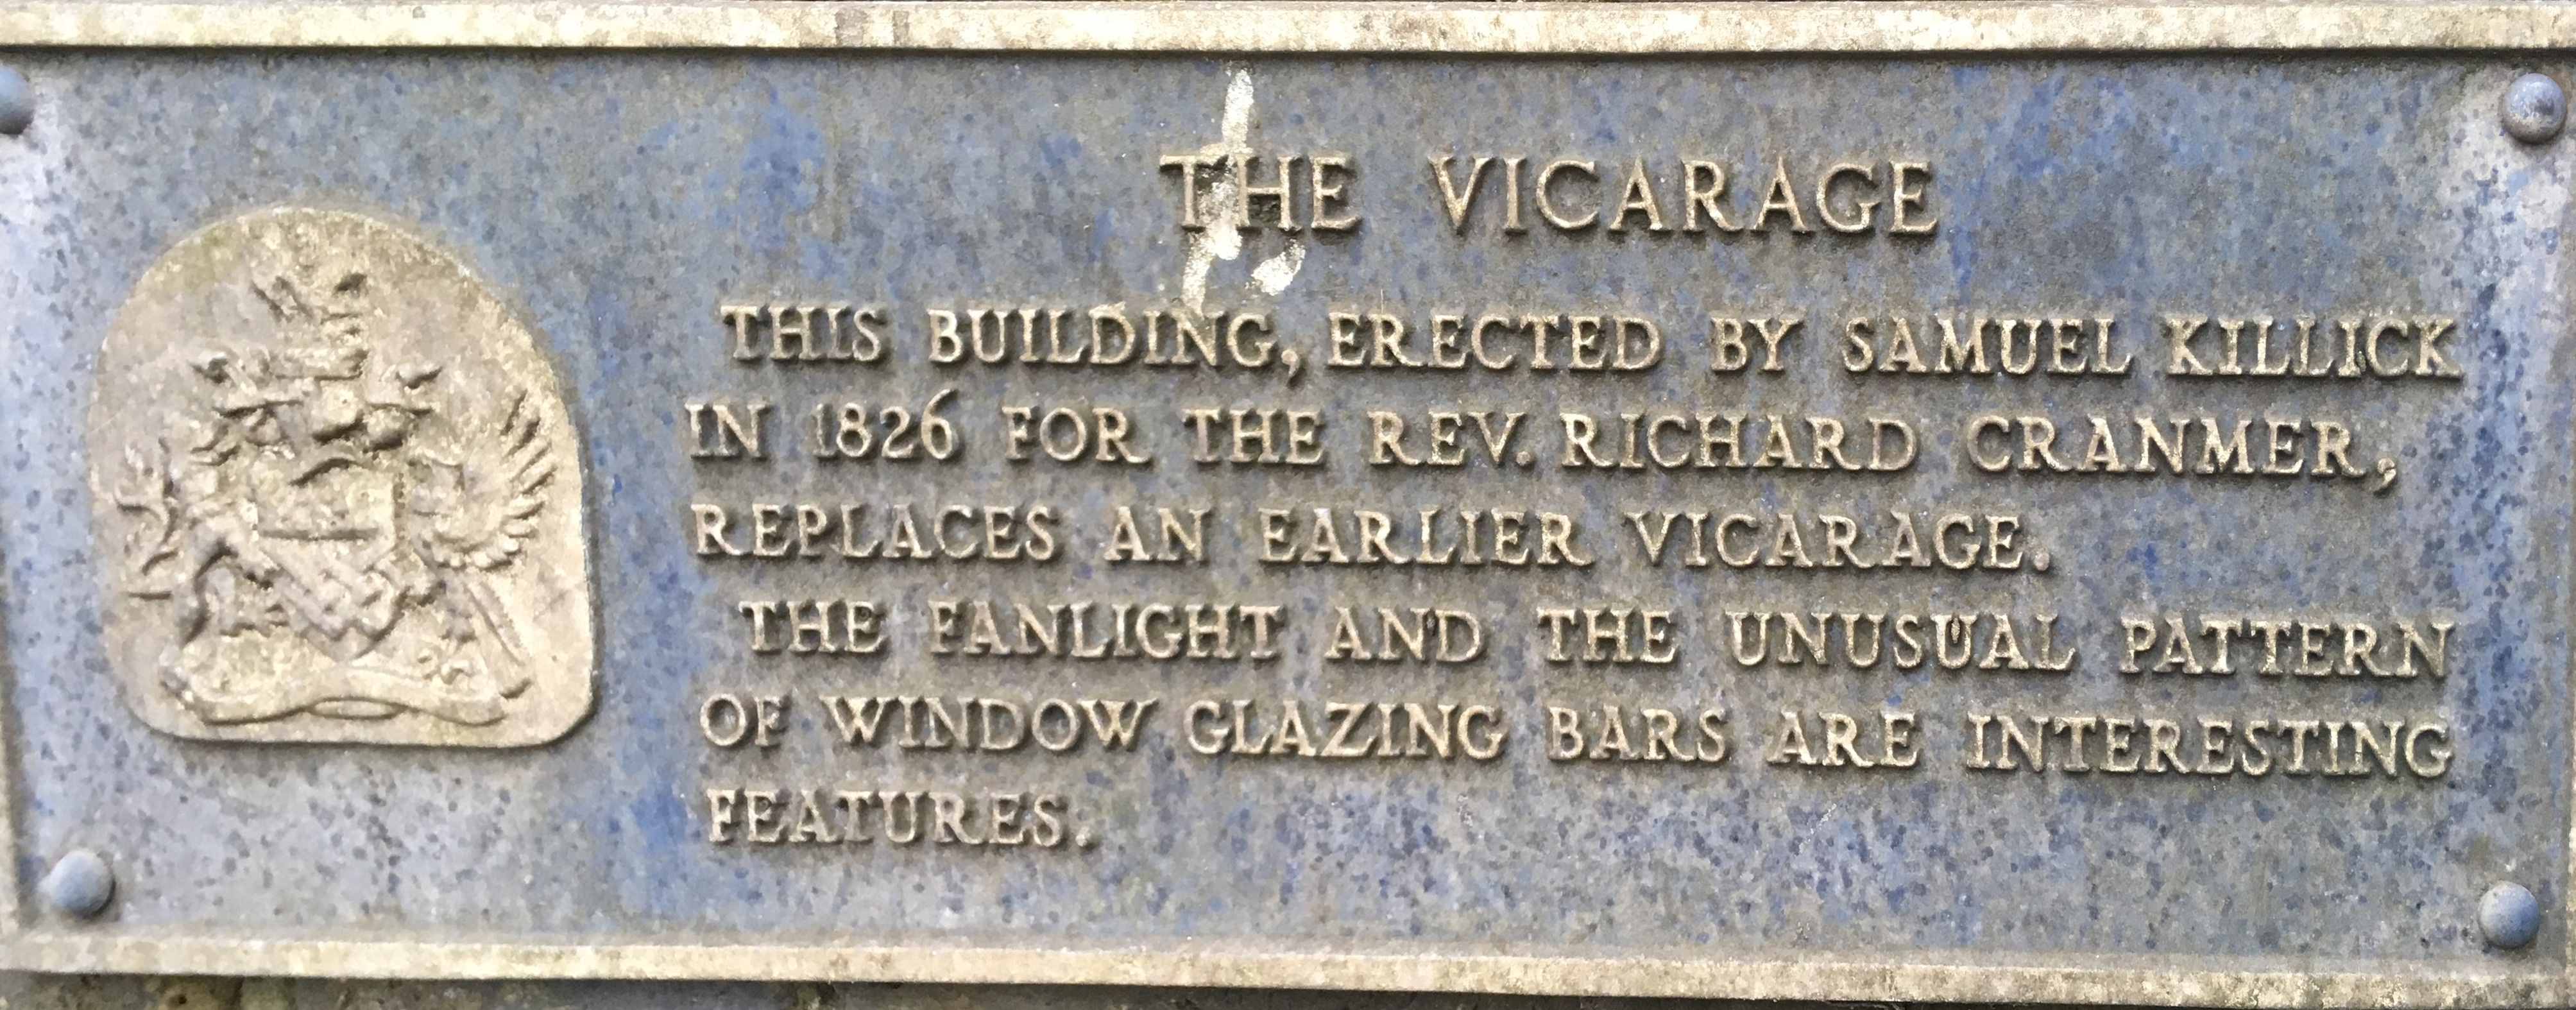 THE VICARAGE
THIS BUILDING, ERECTED BY SAMUEL KILLICK
IN 1826 FOR THE REV. RICHARD CRANMER,
REPLACES AN EARLIER VICARAGE.
THE FANLIGHT AND THE UNUSUAL PATTERN
OF WINDOW GLAZING BARS ARE INTERESTING
FEATURES.